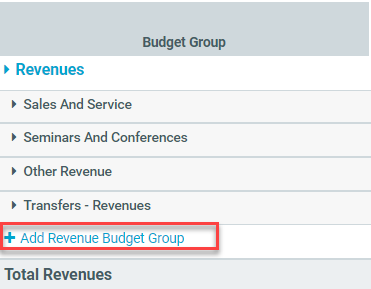 Budget Group
Revenues
Sales And Service
Seminars And Conferences
Other Revenue
Transfers - Revenues
+ Add Revenue Budget Group
Total Revenues